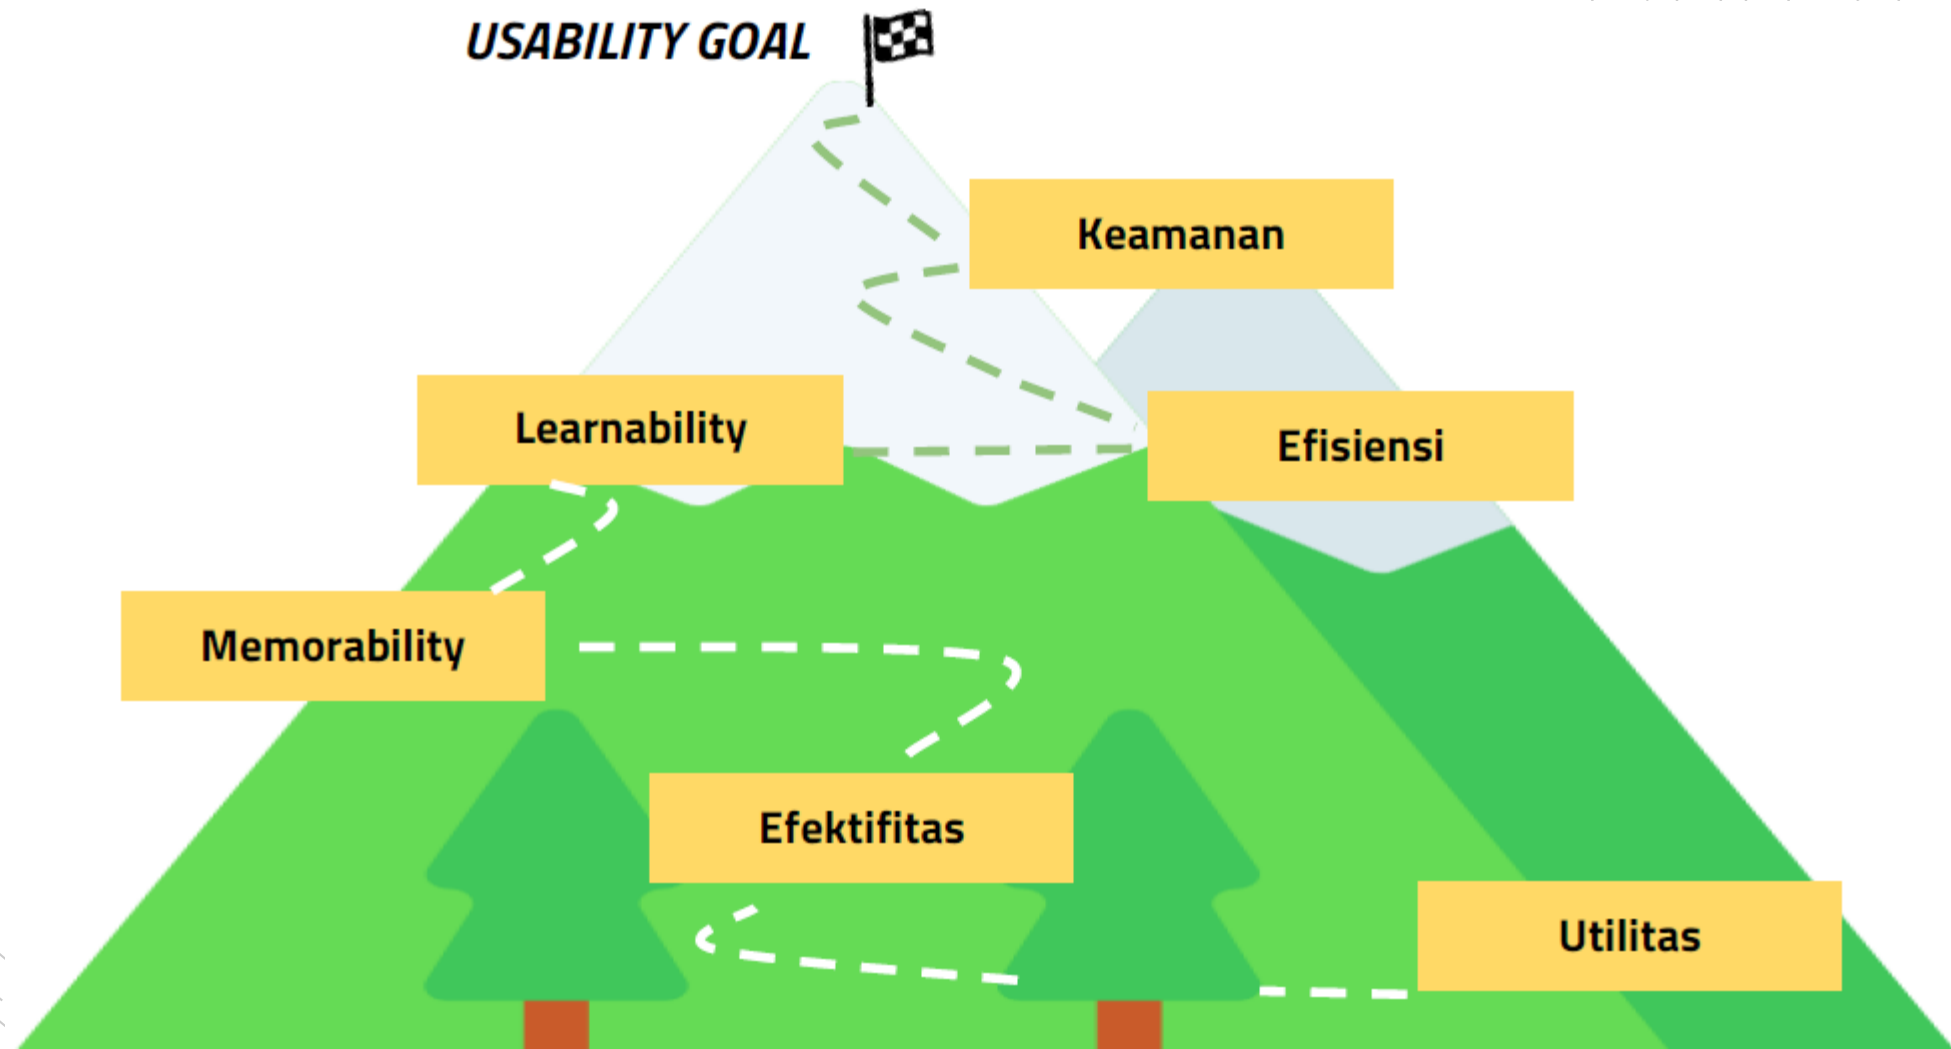 USABILITY GOAL
Keamanan
Learnability
Efisiensi
Memorability
Efektifitas
Utilitas